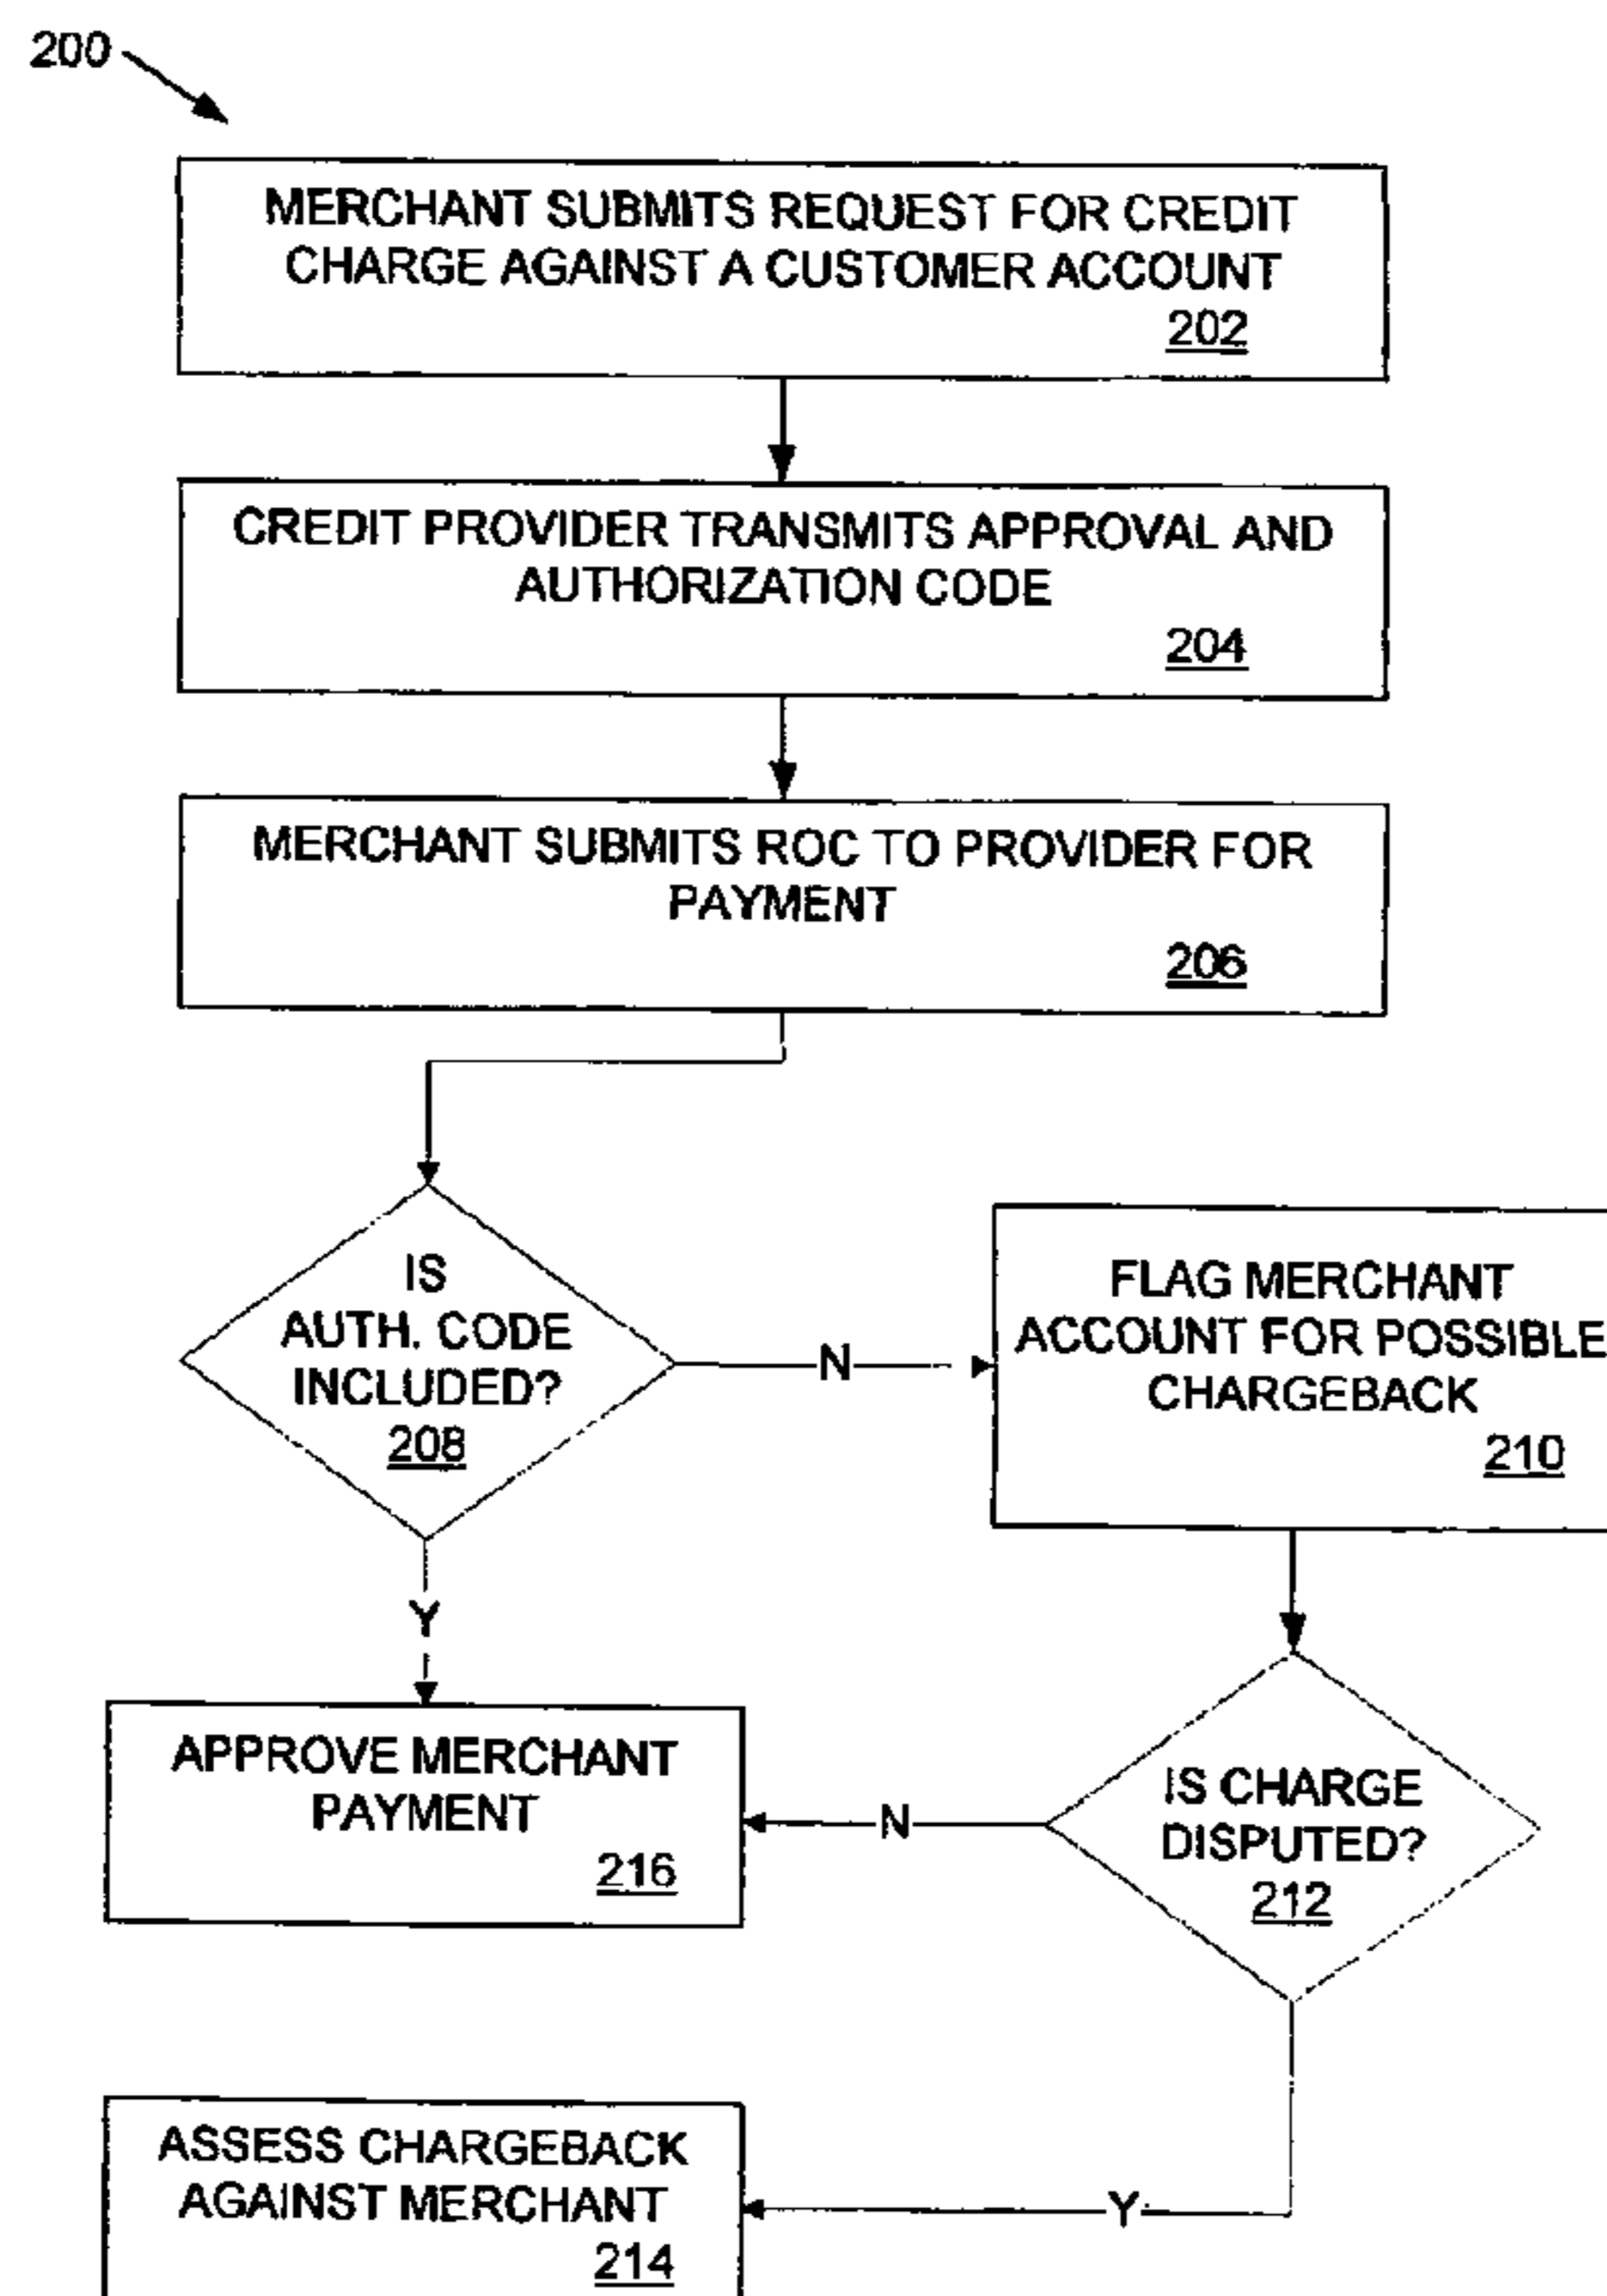 200
MERCHANT SUBMITS REQUEST FOR CREDIT
CHARGE AGAINST A CUSTOMER ACCOUNT
202
CREDIT PROVIDER TRANSMITS APPROVAL AND
AUTHORIZATION CODE
204
MERCHANT SUBMITS ROC TO PROVIDER FOR
PAYMENT
206
IS
AUTH. CODE
INCLUDED?
208
N
FLAG MERCHANT
ACCOUNT FOR POSSIBLE
CHARGEBACK
210
Y
APPROVE MERCHANT
PAYMENT
216
N
IS CHARGE
DISPUTED?
212
ASSESS CHARGEBACK
AGAINST MERCHANT
214
Y